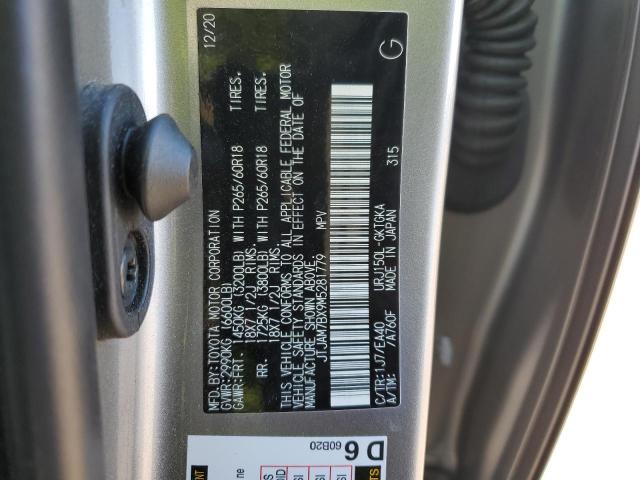 MFD.BY:TOYOTA MOTOR CORPORATION 12/20
GVWR:2990KG (6600LB)
GAWR:FRT. 1450KG (3200LB) WITH P265/60R18 TIRES.
18X7 1/2J RIMS.
RR. 1725KG (3800LB) WITH P265/60R18 TIRES.
18X7 1/2J RIMS.
THIS VEHICLE CONFORMS TO ALL APPLICABLE FEDERAL MOTOR
VEHICLE SAFETY STANDARDS IN EFFECT ON THE DATE OF
MANUFACTURE SHOWN ABOVE.
JTJAM7BX9M5281779 MPV
G
C/TR:1J7/EA40 URJ150L-GKTGKA 315
A/TM: /A760F MADE IN JAPAN
D 6
60B20